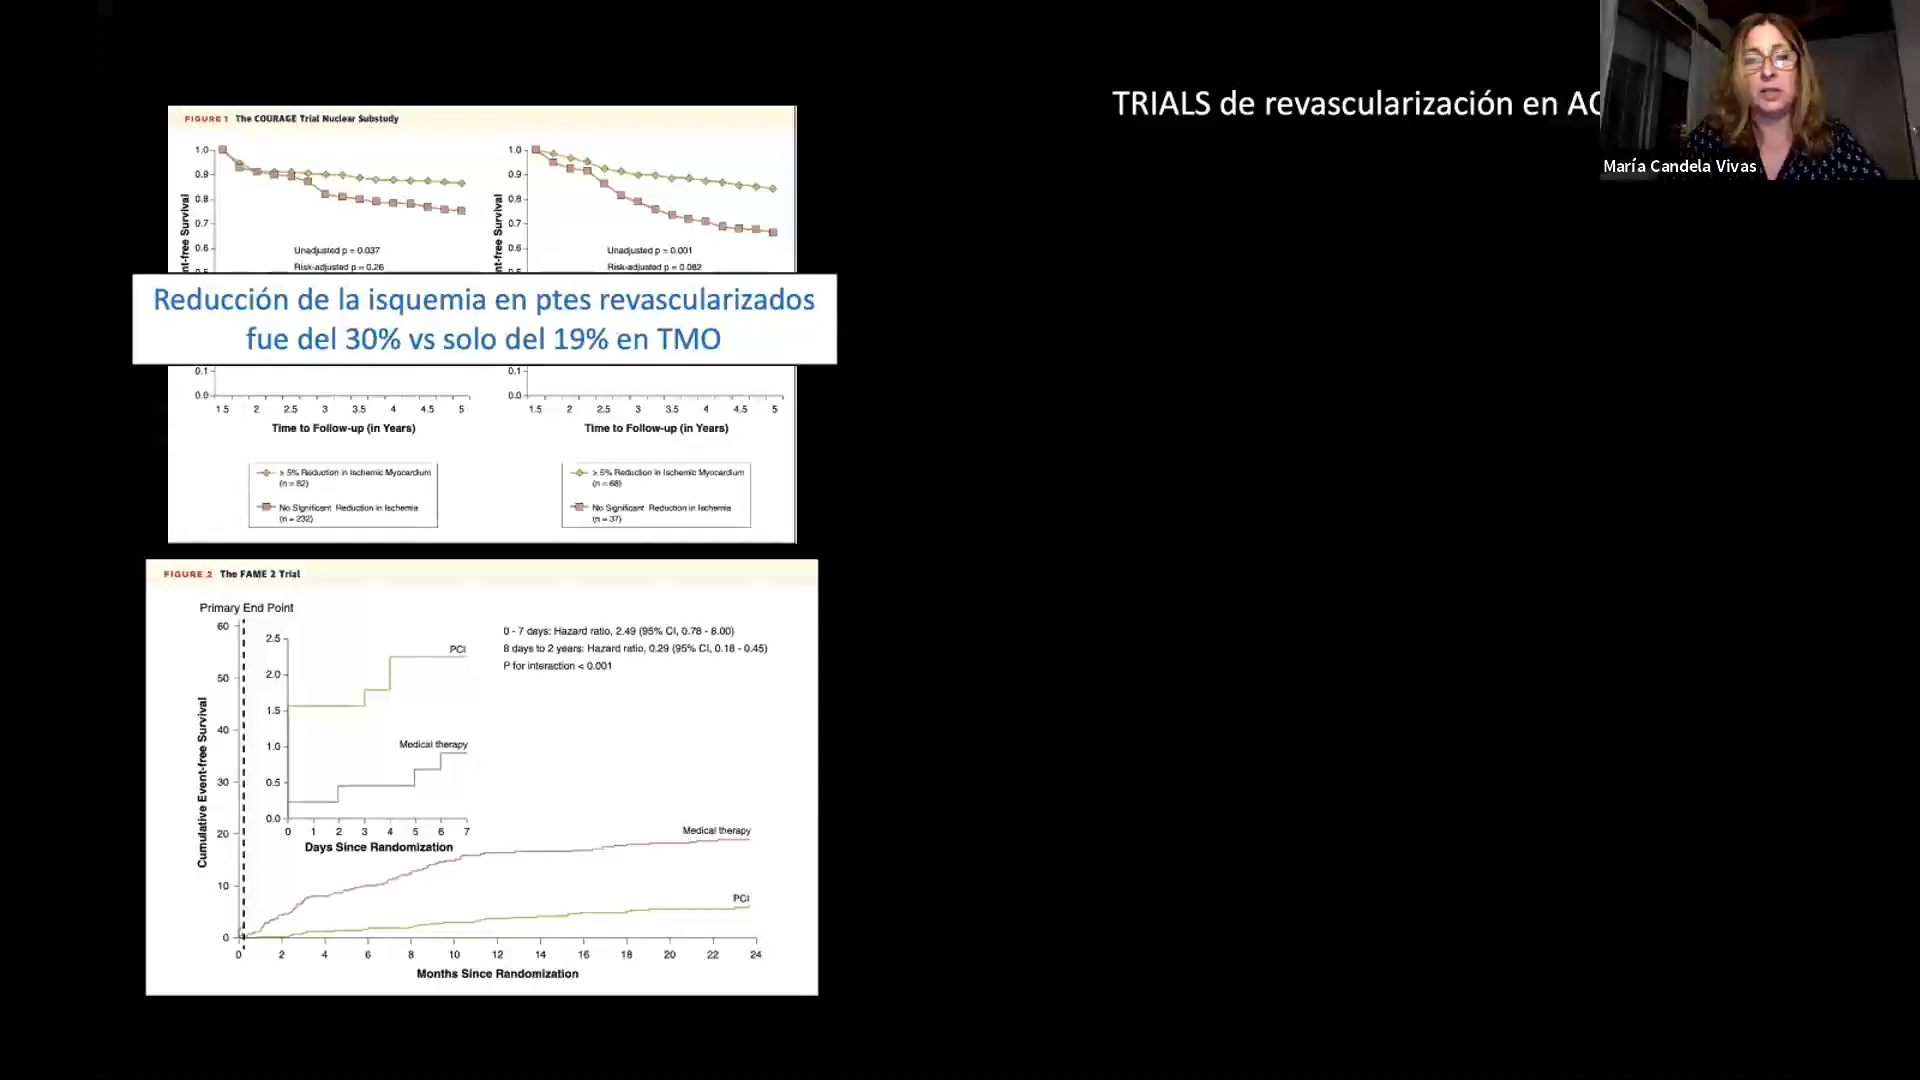 TRIALS de revascularización en AC
María Candela Vivas
FIGURE 1 The COURAGE Trial Nuclear Substudy
1.0
0.9
0.8
0.7
0.6
Unadjusted p = 0.037
Risk-adjusted p = 0.26
nt-free Survival
1.0
0.9
0.8
0.7
0.6
Unadjusted p = 0.001
Risk-adjusted p = 0.082
nt-free Survival
Reducción de la isquemia en ptes revascularizados
fue del 30% vs solo del 19% en TMO
0.1
0.0
1.5 2 2.5 3 3.5 4 4.5 5
Time to Follow-up (in Years)
≥ 5% Reduction in Ischemic Myocardium
(n = 82)
No Significant Reduction in Ischemia
(n = 232)
0.1
0.0
1.5 2 2.5 3 3.5 4 4.5 5
Time to Follow-up (in Years)
≥ 5% Reduction in Ischemic Myocardium
(n = 68)
No Significant Reduction in Ischemia
(n = 37)
FIGURE 2 The FAME 2 Trial
Primary End Point
60
50
40
30
20
10
0
Cumulative Event-free Survival
2.5
2.0
1.5
1.0
0.5
0.0
PCI
Medical therapy
0 1 2 3 4 5 6 7
Days Since Randomization
0 - 7 days: Hazard ratio, 2.49 (95% CI, 0.78 - 8.00)
8 days to 2 years: Hazard ratio, 0.29 (95% CI, 0.18 - 0.45)
P for interaction < 0.001
Medical therapy
PCI
0 2 4 6 8 10 12 14 16 18 20 22 24
Months Since Randomization